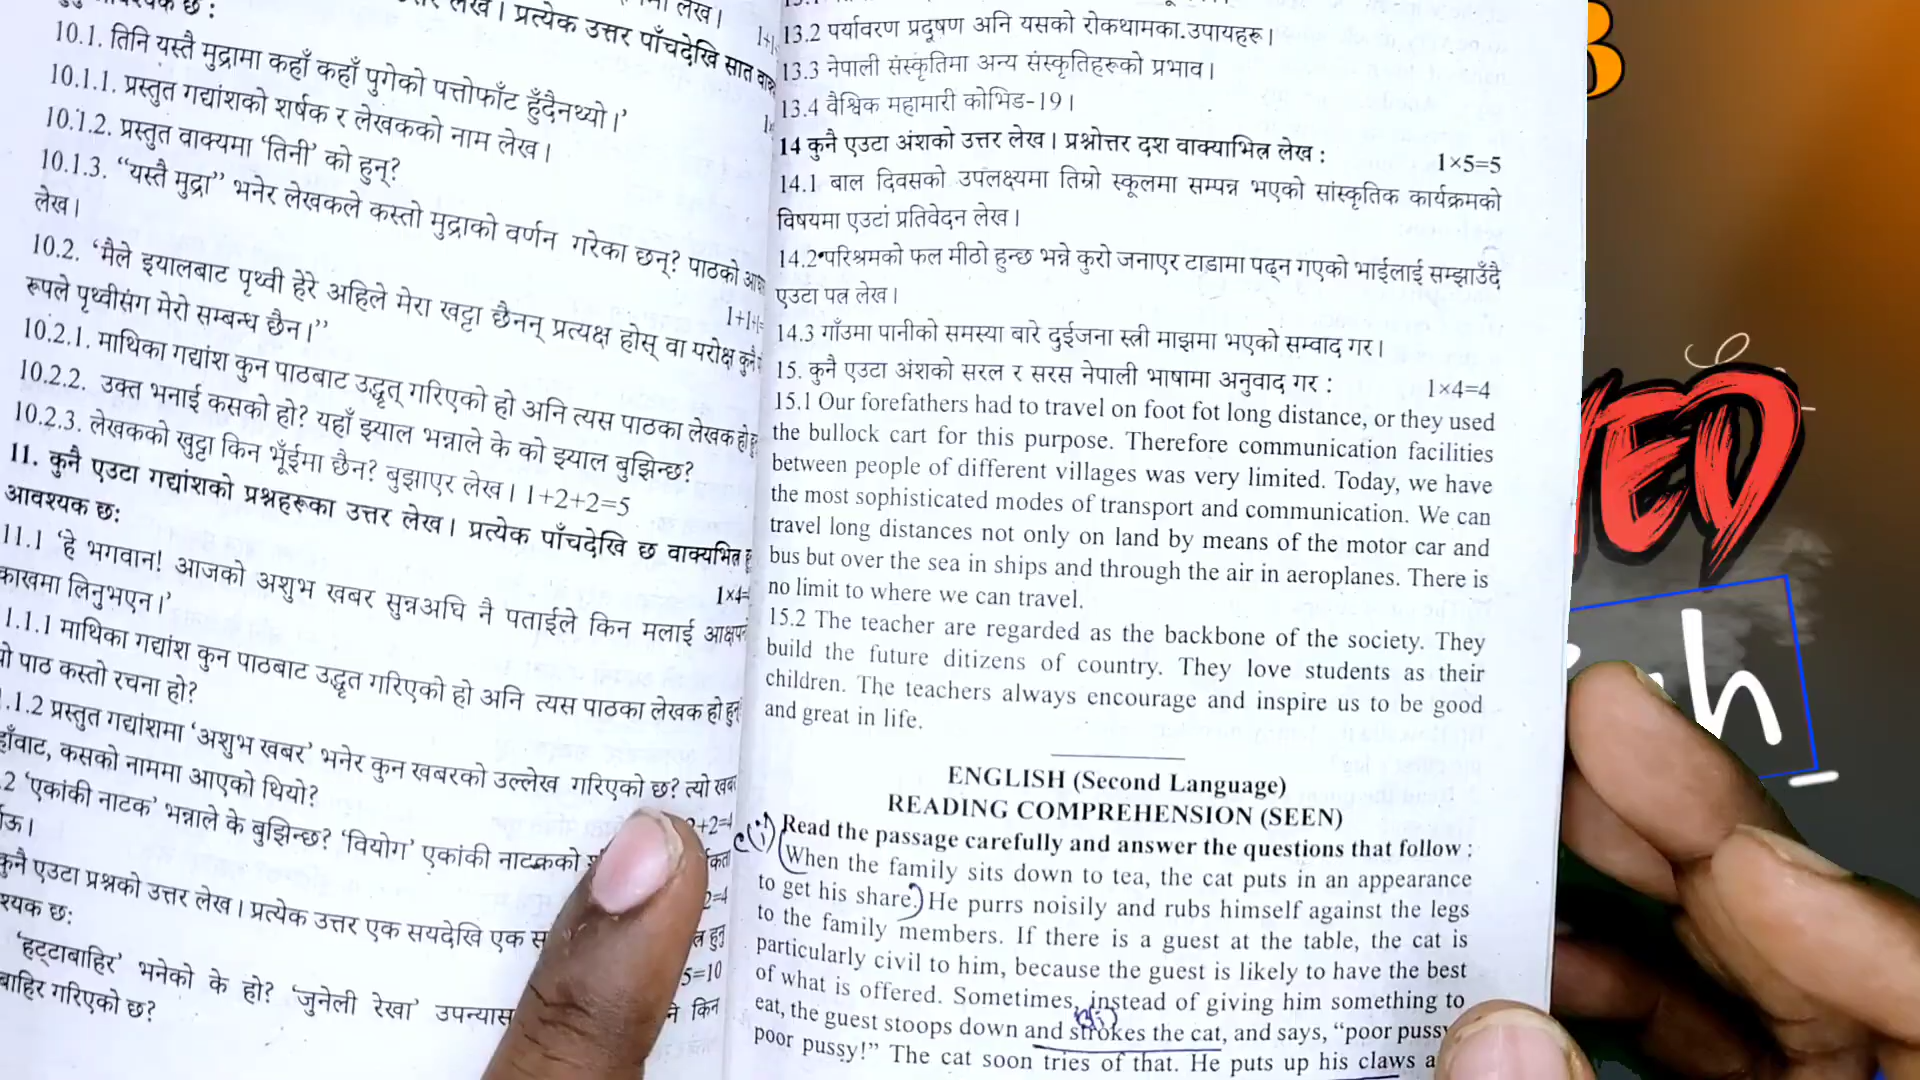 लेख। प्रत्येक उत्तर पाँचदेखि सात
10.1. तिनि यस्तै मुद्रामा कहाँ कहाँ पुगेको पत्तोफाँट हुँदैनथ्यो।'
10.1.1. प्रस्तुत गद्यांशको शर्षक र लेखकको नाम लेख।
10.1.2. प्रस्तुत वाक्यमा 'तिनी' को हुन्?
10.1.3. “यस्तै मुद्रा” भनेर लेखकले कस्तो मुद्राको वर्णन गरेका छन्? पाठको
लेख।
1+1+
10.2. 'मैले इयालबाट पृथ्वी हेरे अहिले मेरा खट्टा छैनन् प्रत्यक्ष होस् वा परोक्ष कुनै
रूपले पृथ्वीसंग मेरो सम्बन्ध छैन।”
10.2.1. माथिका गद्यांश कुन पाठबाट उद्धृत् गरिएको हो अनि त्यस पाठका लेखक हो
10.2.2. उक्त भनाई कसको हो? यहाँ झ्याल भन्नाले के को इयाल बुझिन्छ?
10.2.3. लेखकको खुट्टा किन भूँईमा छैन? बुझाएर लेख। 1+2+2=5
11. कुनै एउटा गद्यांशको प्रश्नहरूका उत्तर लेख। प्रत्येक पाँचदेखि छ वाक्यभित्र
आवश्यक छः
1×4=
11.1 'हे भगवान! आजको अशुभ खबर सुन्नअघि नै पताईले किन मलाई
काखमा लिनुभएन।'
1.1.1 माथिका गद्यांश कुन पाठबाट उद्धृत गरिएको हो अनि त्यस पाठका लेखक हो
पाठ कस्तो रचना हो?
.1.2 प्रस्तुत गद्यांशमा 'अशुभ खबर' भनेर कुन खबरको उल्लेख गरिएको छ? त्यो
कसको नाममा आएको थियो?
2+2=4
.2 'एकांकी नाटक' भन्नाले के बुझिन्छ? 'वियोग' एकांकी नाटकको
2=4
कुनै एउटा प्रश्नको उत्तर लेख। प्रत्येक उत्तर एक सयदेखि एक
छः
5=10
'हट्टाबाहिर' भनेको के हो? 'जुनेली रेखा' उपन्यास किन
बाहिर गरिएको छ?
13.2 पर्यावरण प्रदूषण अनि यसको रोकथामका.उपायहरू।
13.3 नेपाली संस्कृतिमा अन्य संस्कृतिहरूको प्रभाव।
13.4 वैश्विक महामारी कोभिड-19।
14 कुनै एउटा अंशको उत्तर लेख। प्रश्नोत्तर दश वाक्याभित्र लेख : 1×5=5
14.1 बाल दिवसको उपलक्ष्यमा तिम्रो स्कूलमा सम्पन्न भएको सांस्कृतिक कार्यक्रमको
विषयमा एउटां प्रतिवेदन लेख।
14.2 परिश्रमको फल मीठो हुन्छ भन्ने कुरो जनाएर टाडामा पढ्न गएको भाईलाई सम्झाउँदै
एउटा पत्र लेख।
14.3 गाँउमा पानीको समस्या बारे दुईजना स्त्री माझमा भएको सम्वाद गर।
15. कुनै एउटा अंशको सरल र सरस नेपाली भाषामा अनुवाद गर : 1×4=4
15.1 Our forefathers had to travel on foot fot long distance, or they used
the bullock cart for this purpose. Therefore communication facilities
between people of different villages was very limited. Today, we have
the most sophisticated modes of transport and communication. We can
travel long distances not only on land by means of the motor car and
bus but over the sea in ships and through the air in aeroplanes. There is
no limit to where we can travel.
15.2 The teacher are regarded as the backbone of the society. They
build the future ditizens of country. They love students as their
children. The teachers always encourage and inspire us to be good
and great in life.
ENGLISH (Second Language)
READING COMPREHENSION (SEEN)
Read the passage carefully and answer the questions that follow :
When the family sits down to tea, the cat puts in an appearance
to get his share. He purrs noisily and rubs himself against the legs
to the family members. If there is a guest at the table, the cat is
particularly civil to him, because the guest is likely to have the best
of what is offered. Sometimes, instead of giving him something to
eat, the guest stoops down and strokes the cat, and says, “poor pussy
poor pussy!” The cat soon tries of that. He puts up his claws